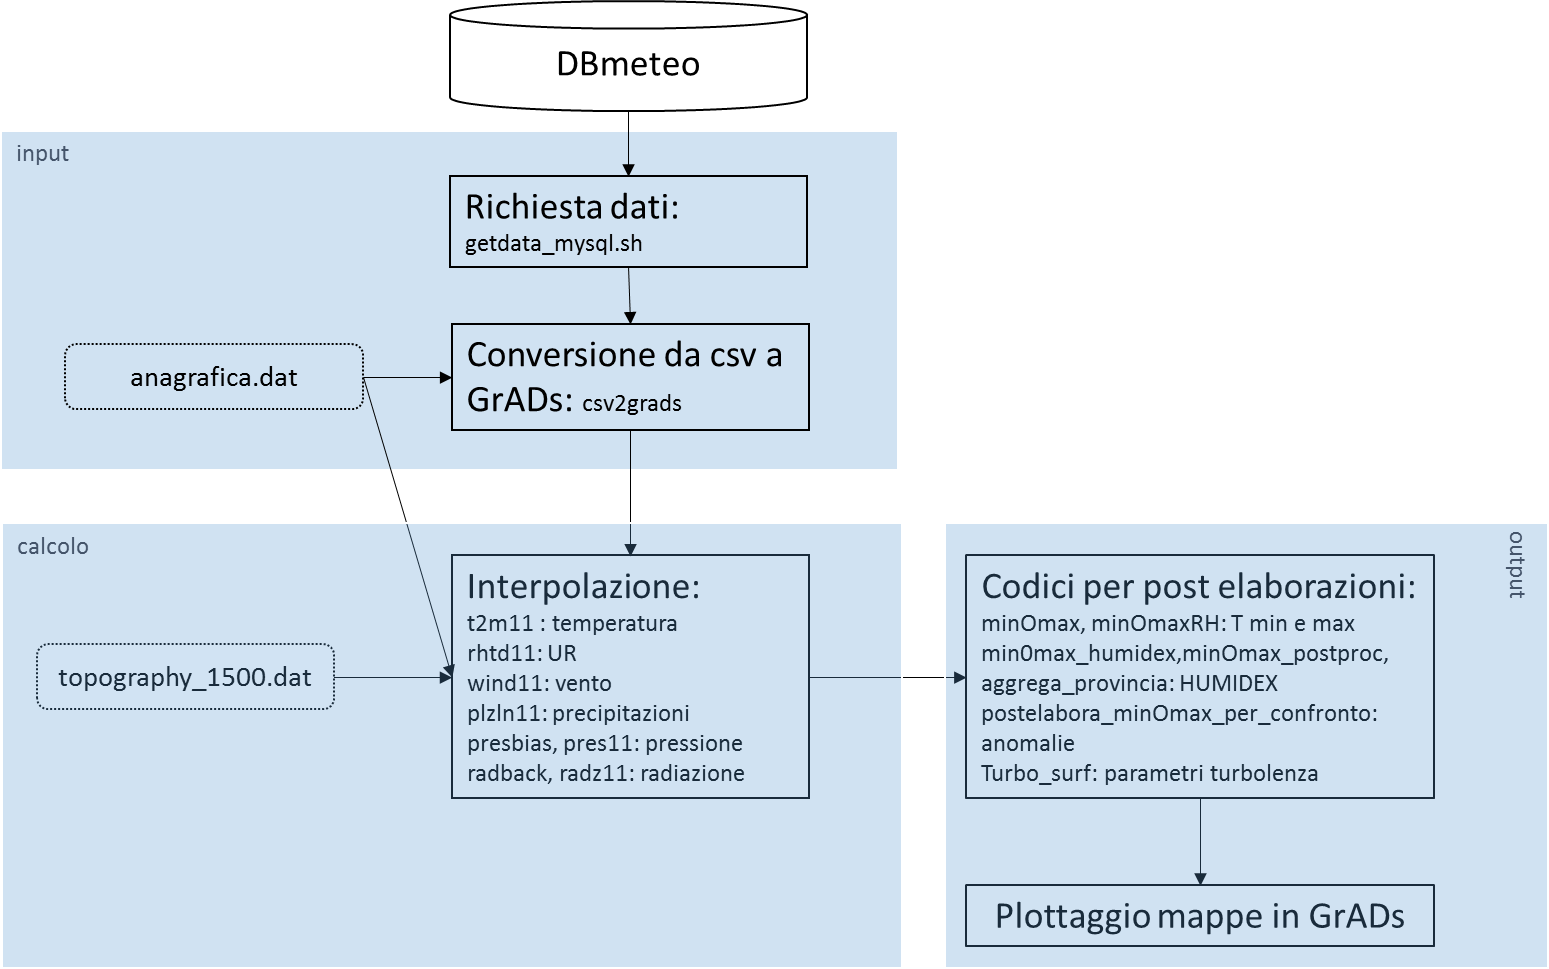 DBmeteo
input
Richiesta dati:
getdata_mysql.sh
Conversione da csv a
GrADs: csv2grads
anagrafica.dat
calcolo
Interpolazione:
t2m11 : temperatura
rhtd11: UR
wind11: vento
plzln11: precipitazioni
presbias, pres11: pressione
radback, radz11: radiazione
topography_1500.dat
output
Codici per post elaborazioni:
minOmax, minOmaxRH: T min e max
min0max_humidex,minOmax_postproc,
aggrega_provincia: HUMIDEX
postelabora_minOmax_per_confronto:
anomalie
Turbo_surf: parametri turbolenza
Plottaggio mappe in GrADs